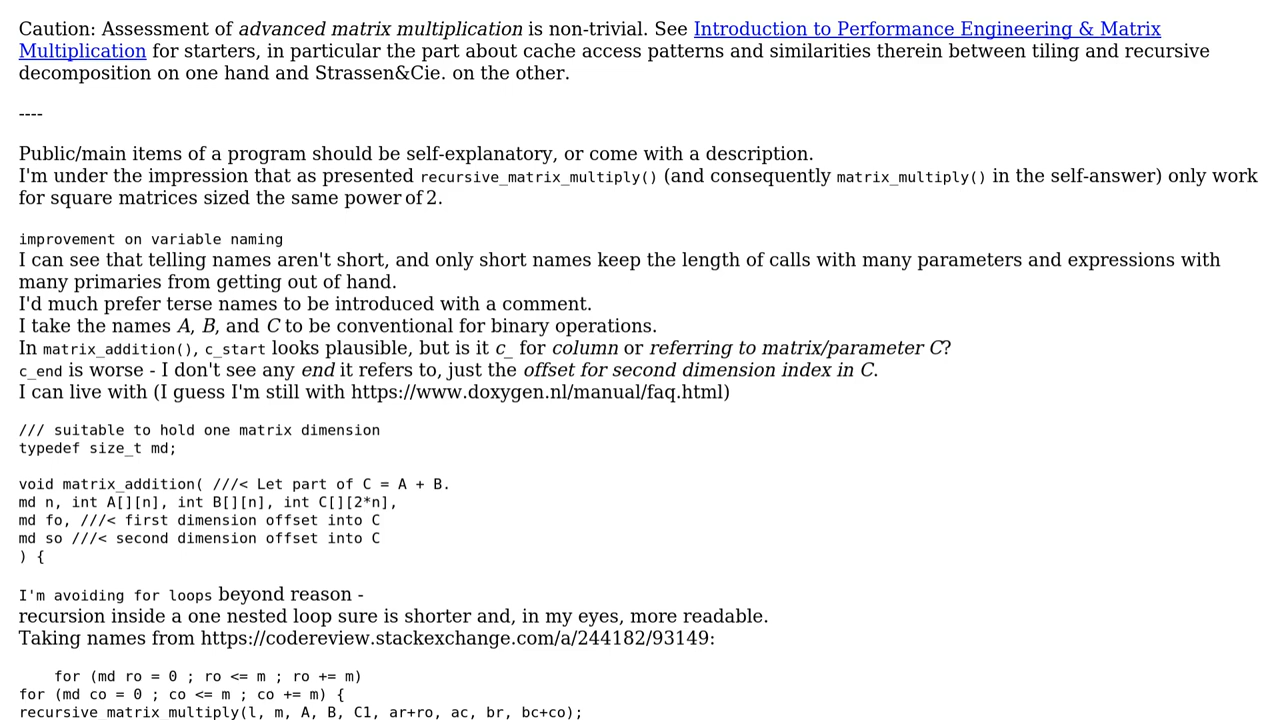 Caution: Assessment of advanced matrix multiplication is non-trivial. See Introduction to Performance Engineering & Matrix
Multiplication for starters, in particular the part about cache access patterns and similarities therein between tiling and recursive
decomposition on one hand and Strassen&Cie. on the other.
----
Public/main items of a program should be self-explanatory, or come with a description.
I'm under the impression that as presented recursive_matrix_multiply() (and consequently matrix_multiply() in the self-answer) only work
for square matrices sized the same power of 2.
improvement on variable naming
I can see that telling names aren't short, and only short names keep the length of calls with many parameters and expressions with
many primaries from getting out of hand.
I'd much prefer terse names to be introduced with a comment.
I take the names A, B, and C to be conventional for binary operations.
In matrix_addition(), c_start looks plausible, but is it c_ for column or referring to matrix/parameter C?
c_end is worse - I don't see any end it refers to, just the offset for second dimension index in C.
I can live with (I guess I'm still with https://www.doxygen.nl/manual/faq.html)
/// suitable to hold one matrix dimension
typedef size_t md;
void matrix_addition( ///< Let part of C = A + B.
md n, int A[][n], int B[][n], int C[][2*n],
md fo, ///< first dimension offset into C
md so ///< second dimension offset into C
) {
I'm avoiding for loops beyond reason -
recursion inside a one nested loop sure is shorter and, in my eyes, more readable.
Taking names from https://codereview.stackexchange.com/a/244182/93149:
for (md ro = 0 ; ro <= m ; ro += m)
for (md co = 0 ; co <= m ; co += m) {
recursive_matrix_multiply(l, m, A, B, C1, ar+ro, ac, br, bc+co);